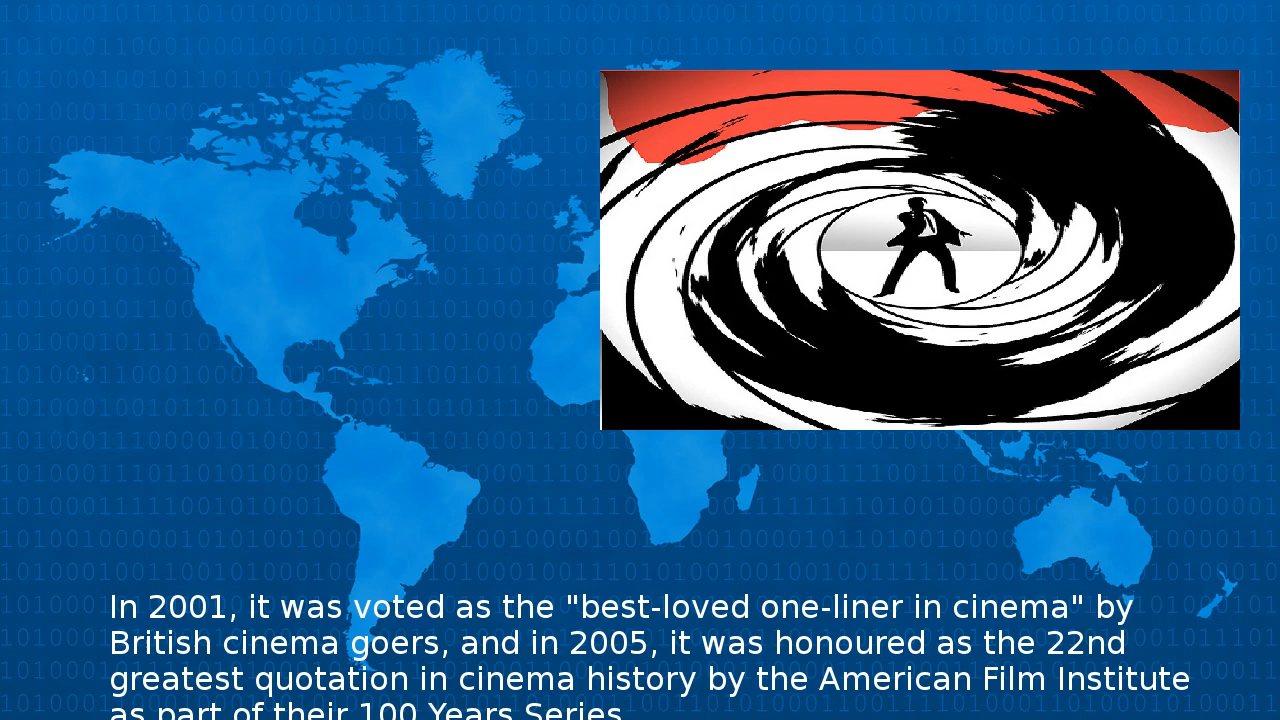 In 2001, it was voted as the "best-loved one-liner in cinema" by
British cinema goers, and in 2005, it was honoured as the 22nd
greatest quotation in cinema history by the American Film Institute
as part of their 100 Years Series